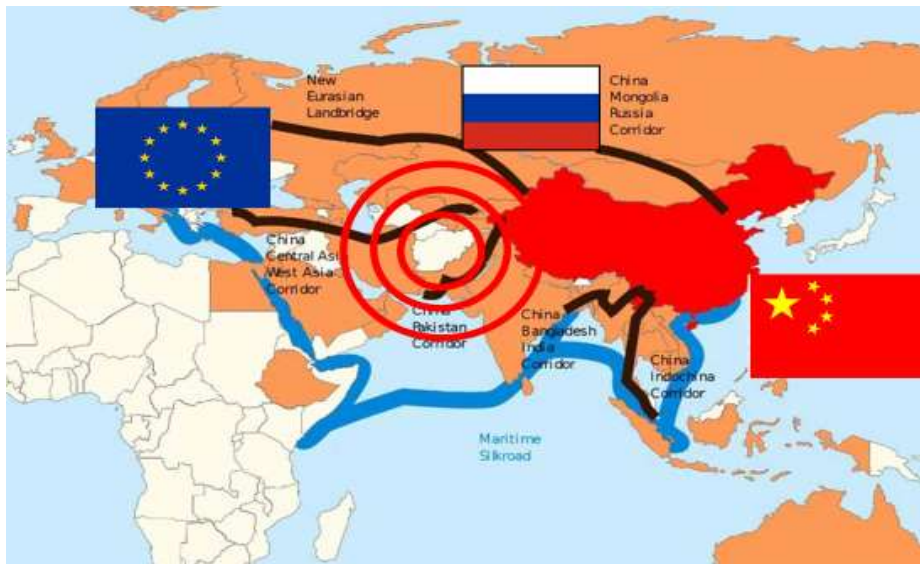 New
Eurasian
Landbridge
China
Mongolia
Russia
Corridor
China
Central Asi
West Asia
Corridor
China
Pakistan
Corridor
China
Bangladesh
India
Corridor
China
Indochina
Corridor
Maritime
Silkroad